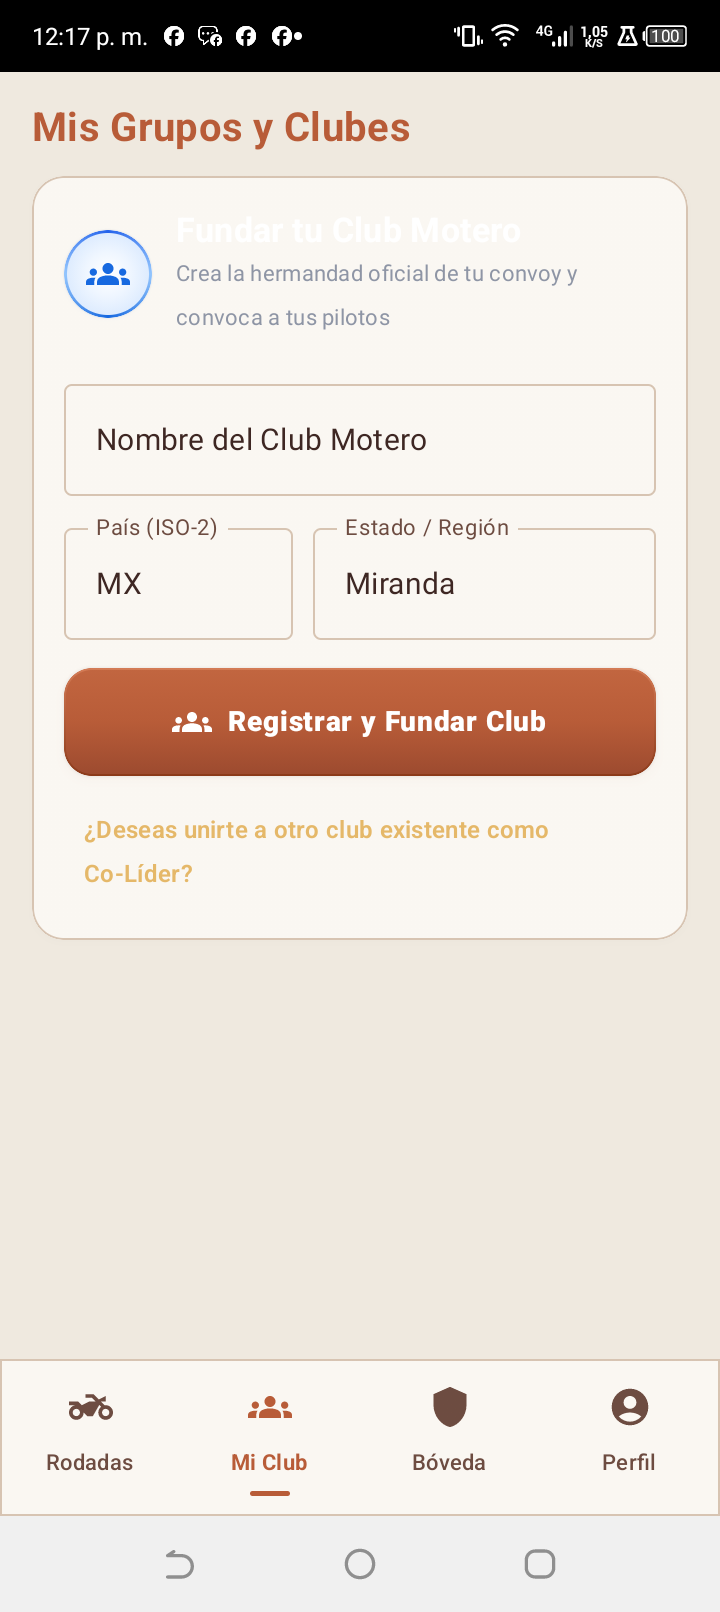 12:17 p. m.
4G
1,05
K/S
100
Mis Grupos y Clubes
Fundar tu Club Motero
Crea la hermandad oficial de tu convoy y
convoca a tus pilotos
Nombre del Club Motero
País (ISO-2)
Estado / Región
MX
Miranda
Registrar y Fundar Club
¿Deseas unirte a otro club existente como
Co-Líder?
Rodadas
Mi Club
Bóveda
Perfil